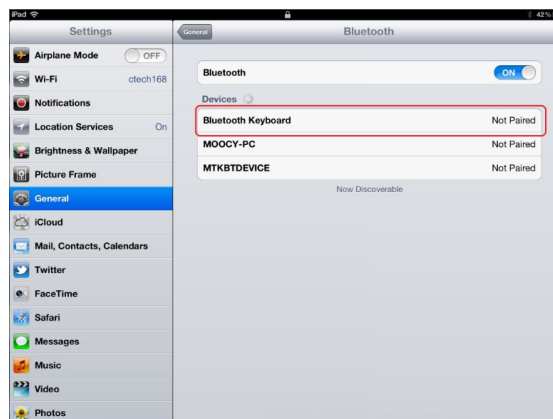 iPad 42%
Settings
Airplane Mode OFF
Wi-Fi ctech168
Notifications
Location Services On
Brightness & Wallpaper
Picture Frame
General
iCloud
Mail, Contacts, Calendars
Twitter
FaceTime
Safari
Messages
Music
Video
Photos
General Bluetooth
Bluetooth ON
Devices
Bluetooth Keyboard Not Paired
MOOCY-PC Not Paired
MTKBTDEVICE Not Paired
Now Discoverable